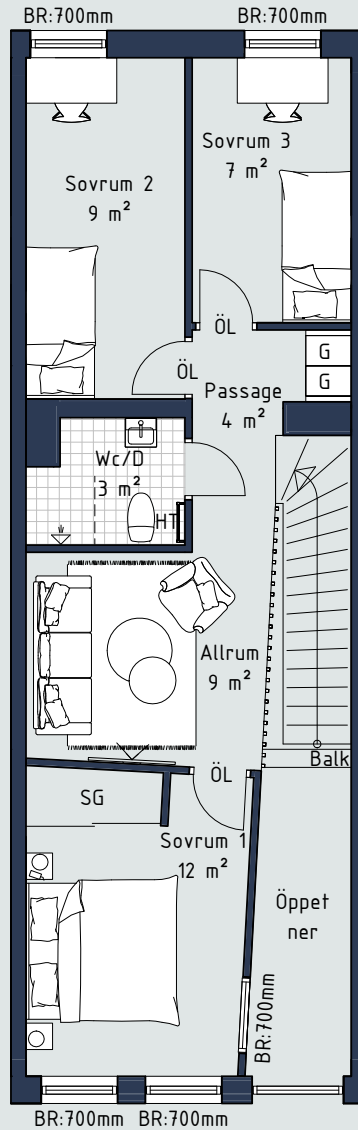 BR:700mm
BR:700mm
Sovrum 2
9 m²
Sovrum 3
7 m²
ÖL
ÖL
G
G
Passage
4 m²
Wc/D
3 m²
HT
Allrum
9 m²
Balk
ÖL
SG
Sovrum 1
12 m²
Öppet
ner
BR:700mm
BR:700mm
BR:700mm